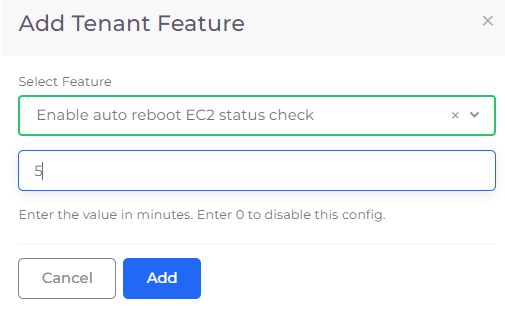 Add Tenant Feature
×
Select Feature
Enable auto reboot EC2 status check
×
5
Enter the value in minutes. Enter 0 to disable this config.
Cancel
Add